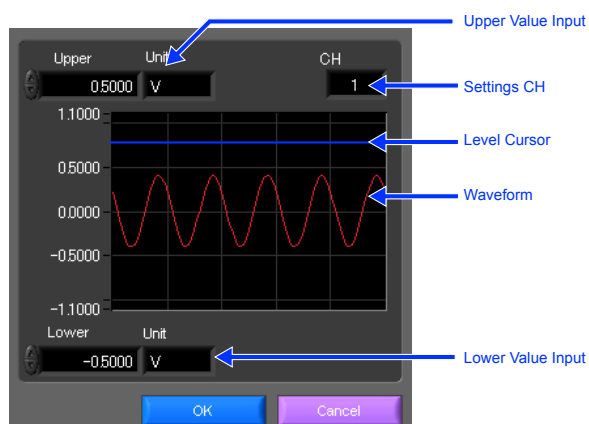 Upper Value Input
Upper Unit CH
0.5000 V 1
Settings CH
1.1000
Level Cursor
0.5000
Waveform
0.0000
-0.5000
-1.1000
Lower Unit
-0.5000 V
Lower Value Input
OK Cancel